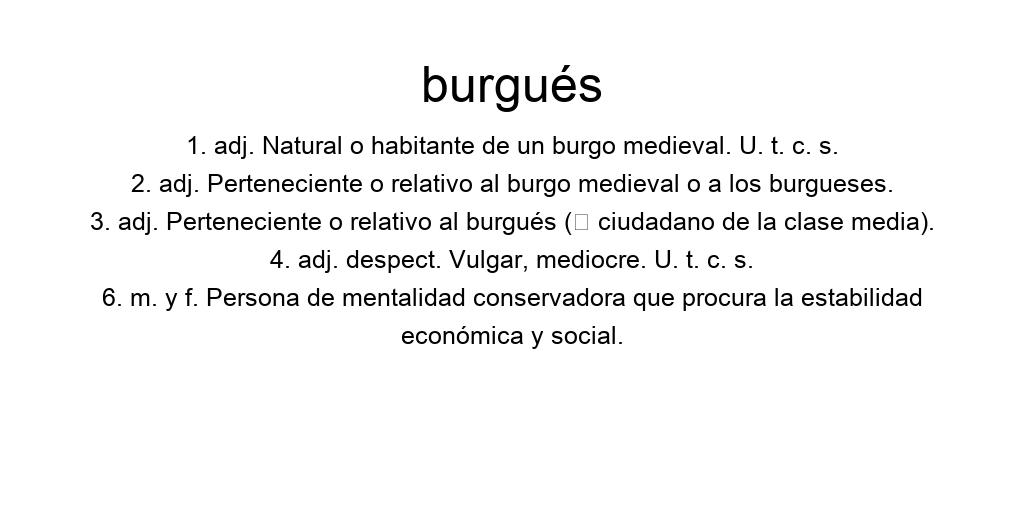 burgués
1. adj. Natural o habitante de un burgo medieval. U. t. c. s.
2. adj. Perteneciente o relativo al burgo medieval o a los burgueses.
3. adj. Perteneciente o relativo al burgués (□ ciudadano de la clase media).
4. adj. despect. Vulgar, mediocre. U. t. c. s.
6. m. y f. Persona de mentalidad conservadora que procura la estabilidad
económica y social.